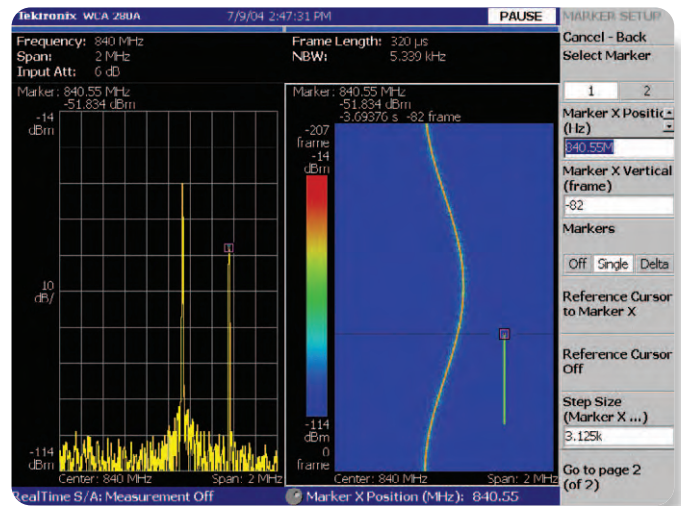 Tektronix WCA 280A 7/9/04 2:47:31 PM PAUSE
Frequency: 840 MHz
Span: 2 MHz
Input Att: 6 dB
Frame Length: 320 µs
NBW: 5.339 kHz
Marker: 840.55 MHz
-51.834 dBm
-14
dBm
10
dB/
-114
dBm
Center: 840 MHz Span: 2 MHz
Marker: 840.55 MHz
-51.834 dBm
-3.69376 s -82 frame
-207
frame
-14
dBm
-114
dBm
0
frame
Center: 840 MHz Span: 2 MHz
RealTime S/A: Measurement Off
Marker X Position (MHz): 840.55
MARKER SETUP
Cancel - Back
Select Marker
1 2
Marker X Positic
(Hz)
840.55M
Marker X Vertical
(frame)
-82
Markers
Off Single Delta
Reference Cursor
to Marker X
Reference Cursor
Off
Step Size
(Marker X ...)
3.125k
Go to page 2
(of 2)